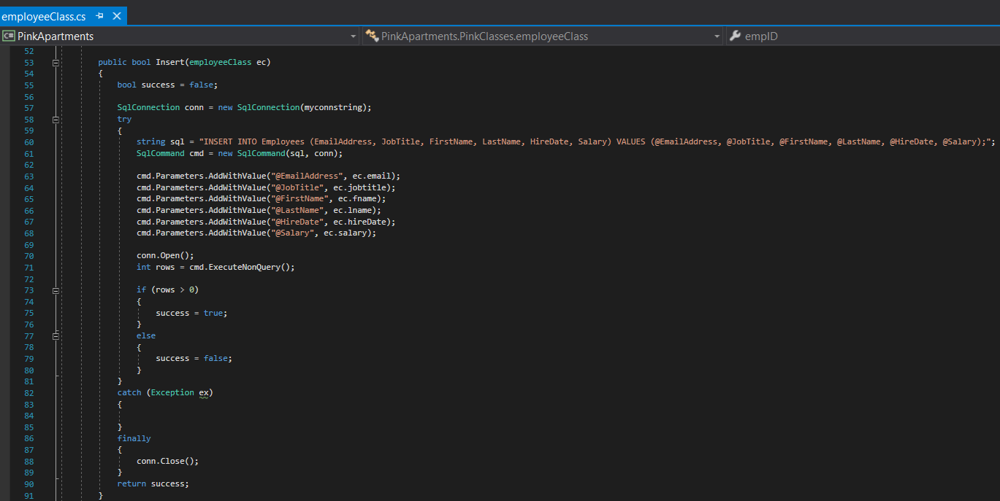 employeeClass.cs
C# PinkApartments PinkApartments.PinkClasses.employeeClass empID
52
53 public bool Insert(employeeClass ec)
54 {
55 bool success = false;
56
57 SqlConnection conn = new SqlConnection(myconnstring);
58 try
59 {
60 string sql = "INSERT INTO Employees (EmailAddress, JobTitle, FirstName, LastName, HireDate, Salary) VALUES (@EmailAddress, @JobTitle, @FirstName, @LastName, @HireDate, @Salary);";
61 SqlCommand cmd = new SqlCommand(sql, conn);
62
63 cmd.Parameters.AddWithValue("@EmailAddress", ec.email);
64 cmd.Parameters.AddWithValue("@JobTitle", ec.jobtitle);
65 cmd.Parameters.AddWithValue("@FirstName", ec.fname);
66 cmd.Parameters.AddWithValue("@LastName", ec.lname);
67 cmd.Parameters.AddWithValue("@HireDate", ec.hireDate);
68 cmd.Parameters.AddWithValue("@Salary", ec.salary);
69
70 conn.Open();
71 int rows = cmd.ExecuteNonQuery();
72
73 if (rows > 0)
74 {
75 success = true;
76 }
77 else
78 {
79 success = false;
80 }
81 }
82 catch (Exception ex)
83 {
84
85 }
86 finally
87 {
88 conn.Close();
89 }
90 return success;
91 }